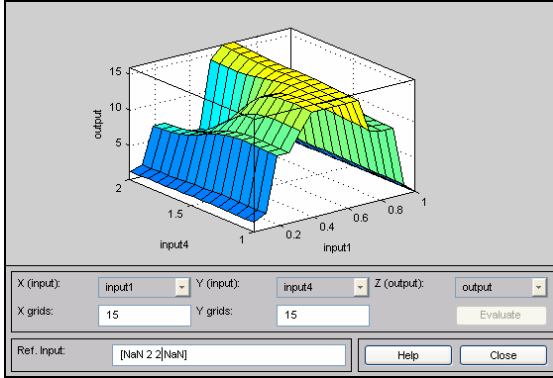 15
10
5
output
2
1.5
1
input4
0.2
0.4
0.6
0.8
1
input1
X (input): input1 Y (input): input4 Z (output): output
X grids: 15 Y grids: 15 Evaluate
Ref. Input: [NaN 2 2 NaN] Help Close